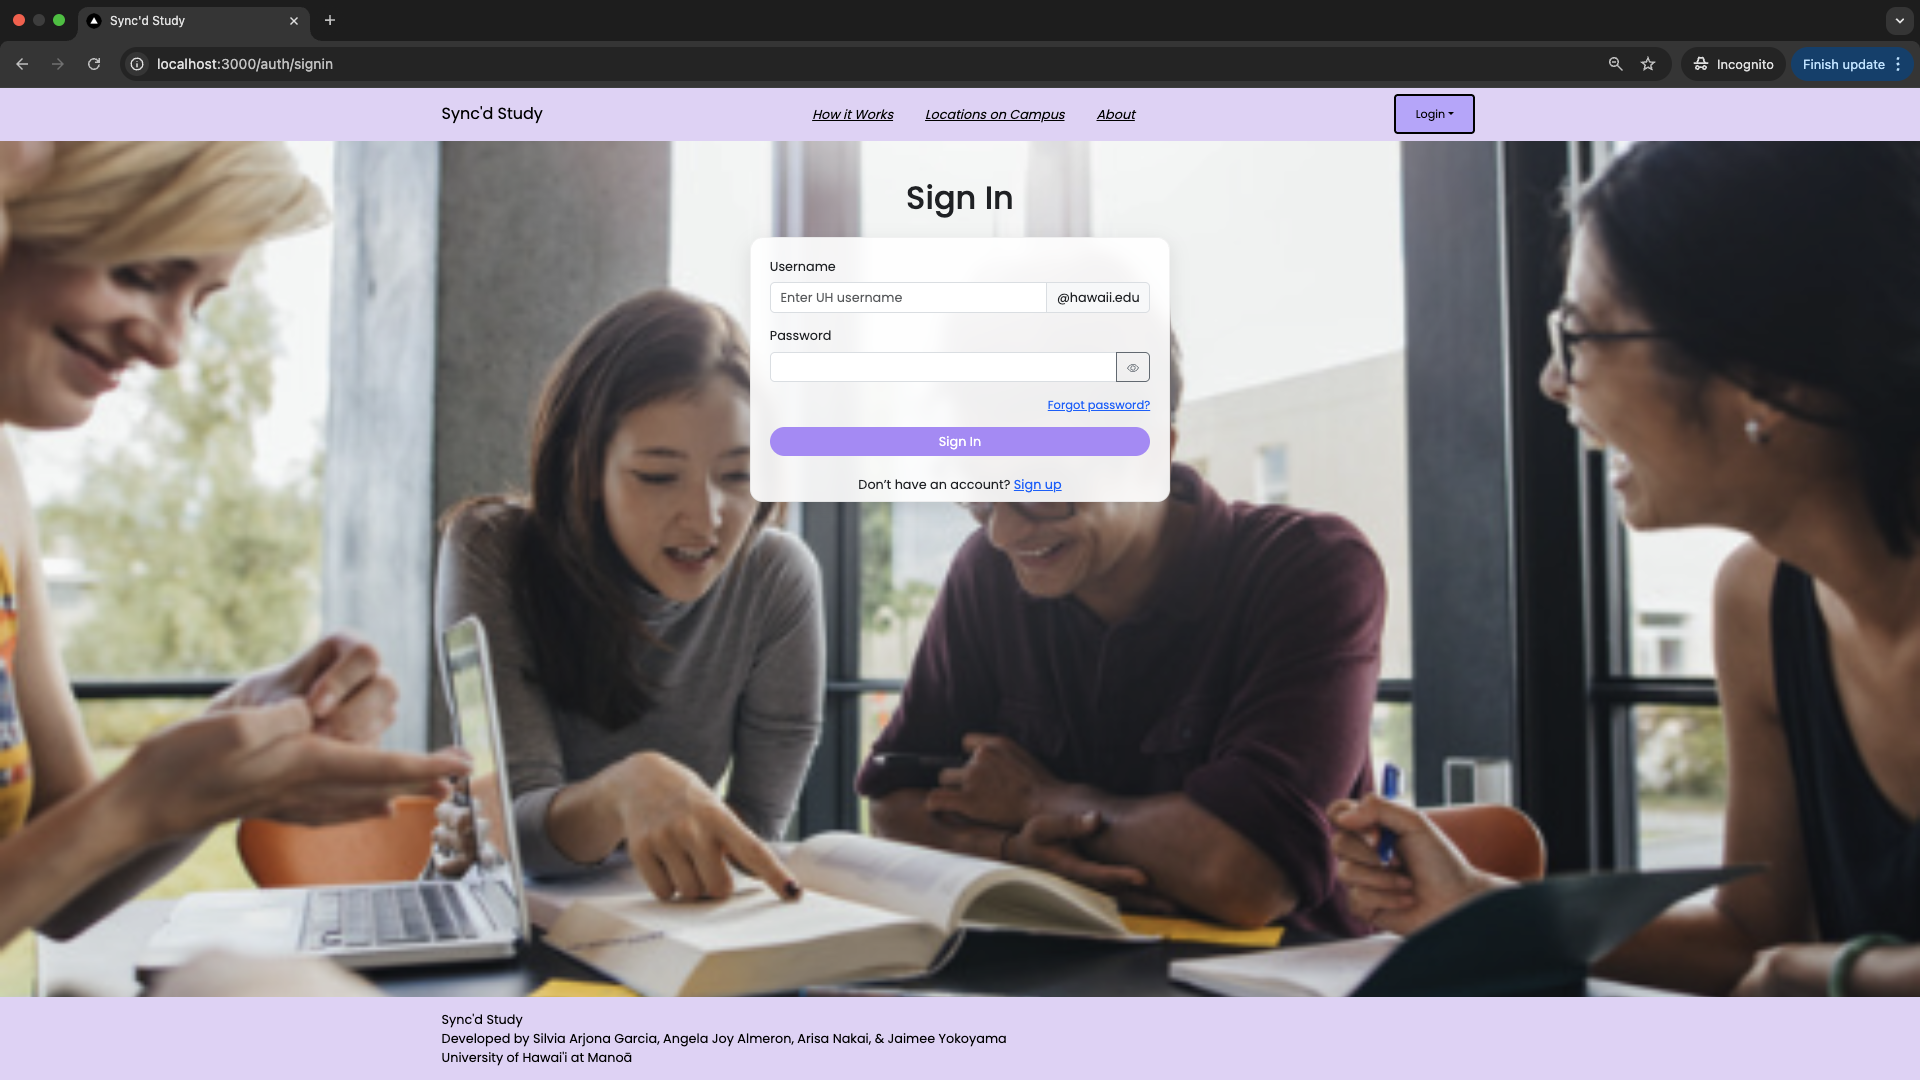 Sync'd Study
localhost:3000/auth/signin
Incognito
Finish update
Sync'd Study
How it Works
Locations on Campus
About
Login
Sign In
Username
Enter UH username
@hawaii.edu
Password
Forgot password?
Sign In
Don't have an account? Sign up
Sync'd Study
Developed by Silvia Arjona Garcia, Angela Joy Almeron, Arisa Nakai, & Jaimee Yokoyama
University of Hawai'i at Manoā